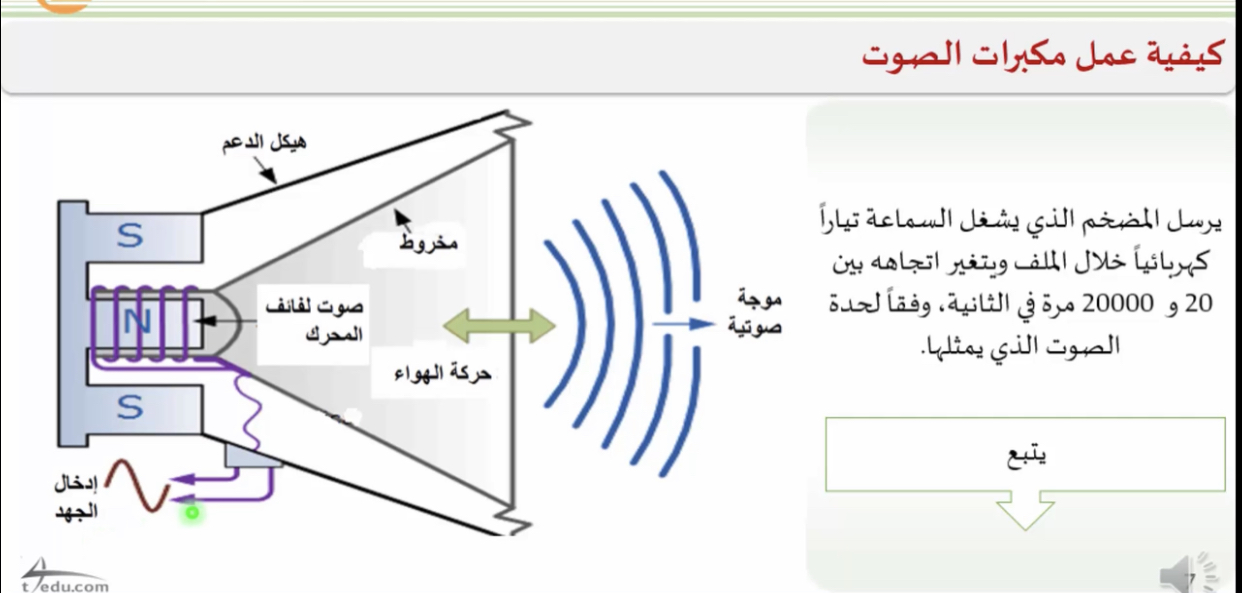 كيفية عمل مكبرات الصوت
يرسل المضخم الذي يشغل السماعة تياراً
كهربائياً خلال الملف ويتغير اتجاهه بين
20 و 20000 مرة في الثانية، وفقاً لحدة
الصوت الذي يمثلها.
يتبع
هيكل الدعم
مخروط
S
N
S
صوت لفائف
المحرك
حركة الهواء
موجة
صوتية
إدخال
الجهد
t4edu.com
7